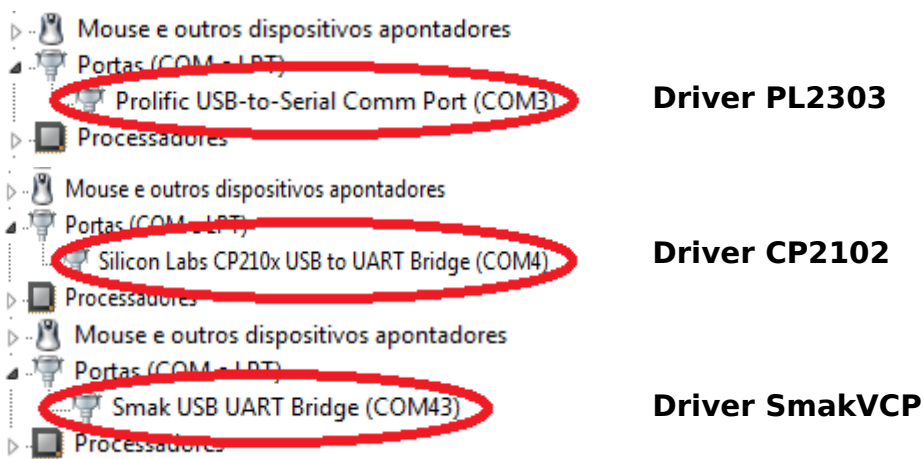 Mouse e outros dispositivos apontadores
Portas (COM e LPT)
Prolific USB-to-Serial Comm Port (COM3)
Driver PL2303
Processadores
Mouse e outros dispositivos apontadores
Portas (COM e LPT)
Silicon Labs CP210x USB to UART Bridge (COM4)
Driver CP2102
Processadores
Mouse e outros dispositivos apontadores
Portas (COM e LPT)
Smak USB UART Bridge (COM43)
Driver SmakVCP
Processadores